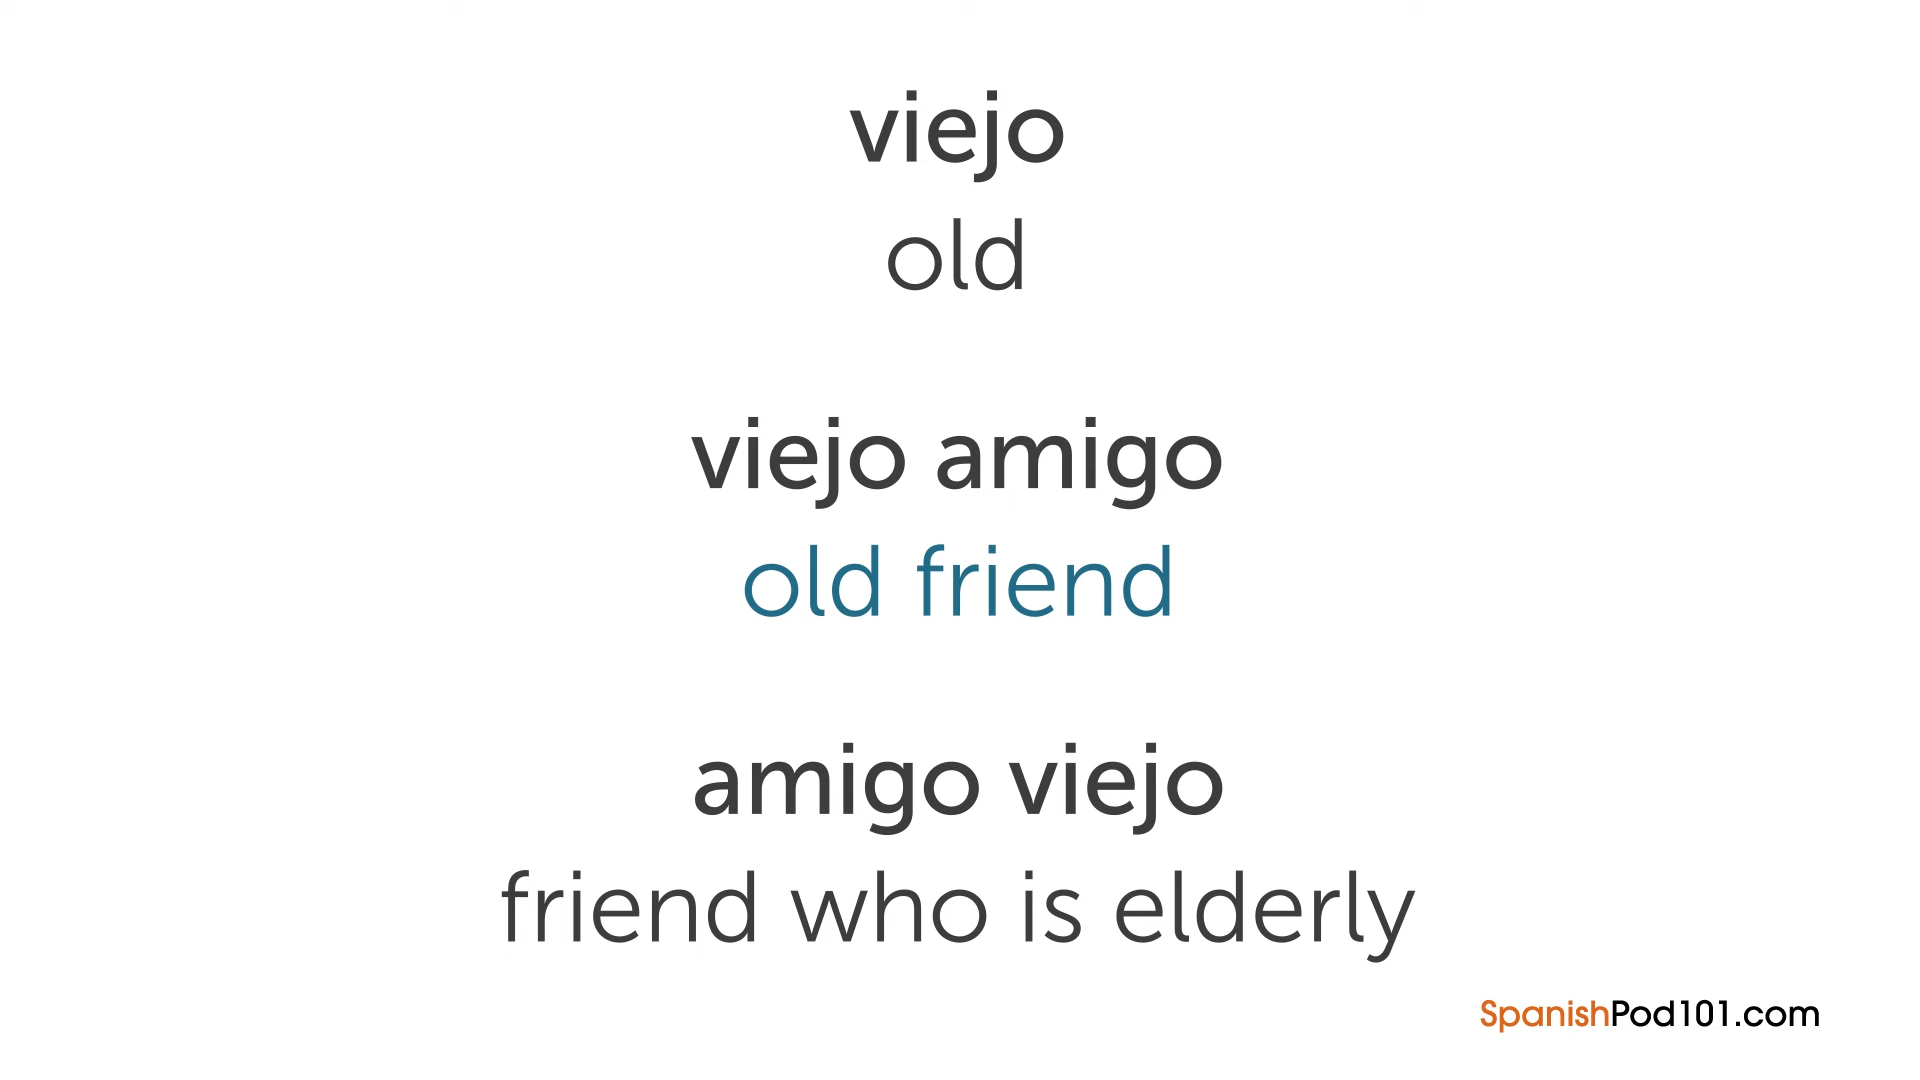 viejo
old
viejo amigo
old friend
amigo viejo
friend who is elderly
SpanishPod101.com